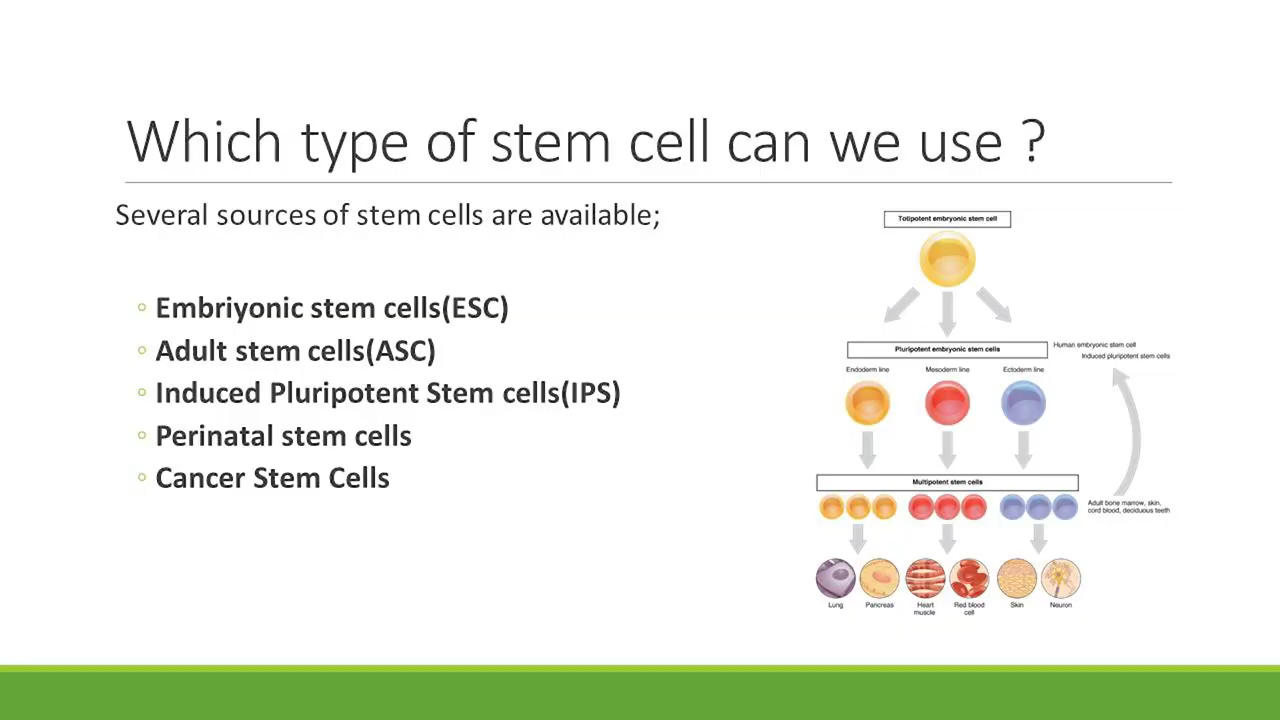 Which type of stem cell can we use ?
Several sources of stem cells are available;
◦ Embriyonic stem cells(ESC)
◦ Adult stem cells(ASC)
◦ Induced Pluripotent Stem cells(IPS)
◦ Perinatal stem cells
◦ Cancer Stem Cells
Totipotent embryonic stem cell
Pluripotent embryonic stem cells
Human embryonic stem cell
Induced pluripotent stem cells
Endoderm line
Mesoderm line
Ectoderm line
Multipotent stem cells
Adult bone marrow, skin,
cord blood, deciduous teeth
Lung
Pancreas
Heart
muscle
Red blood
cell
Skin
Neuron